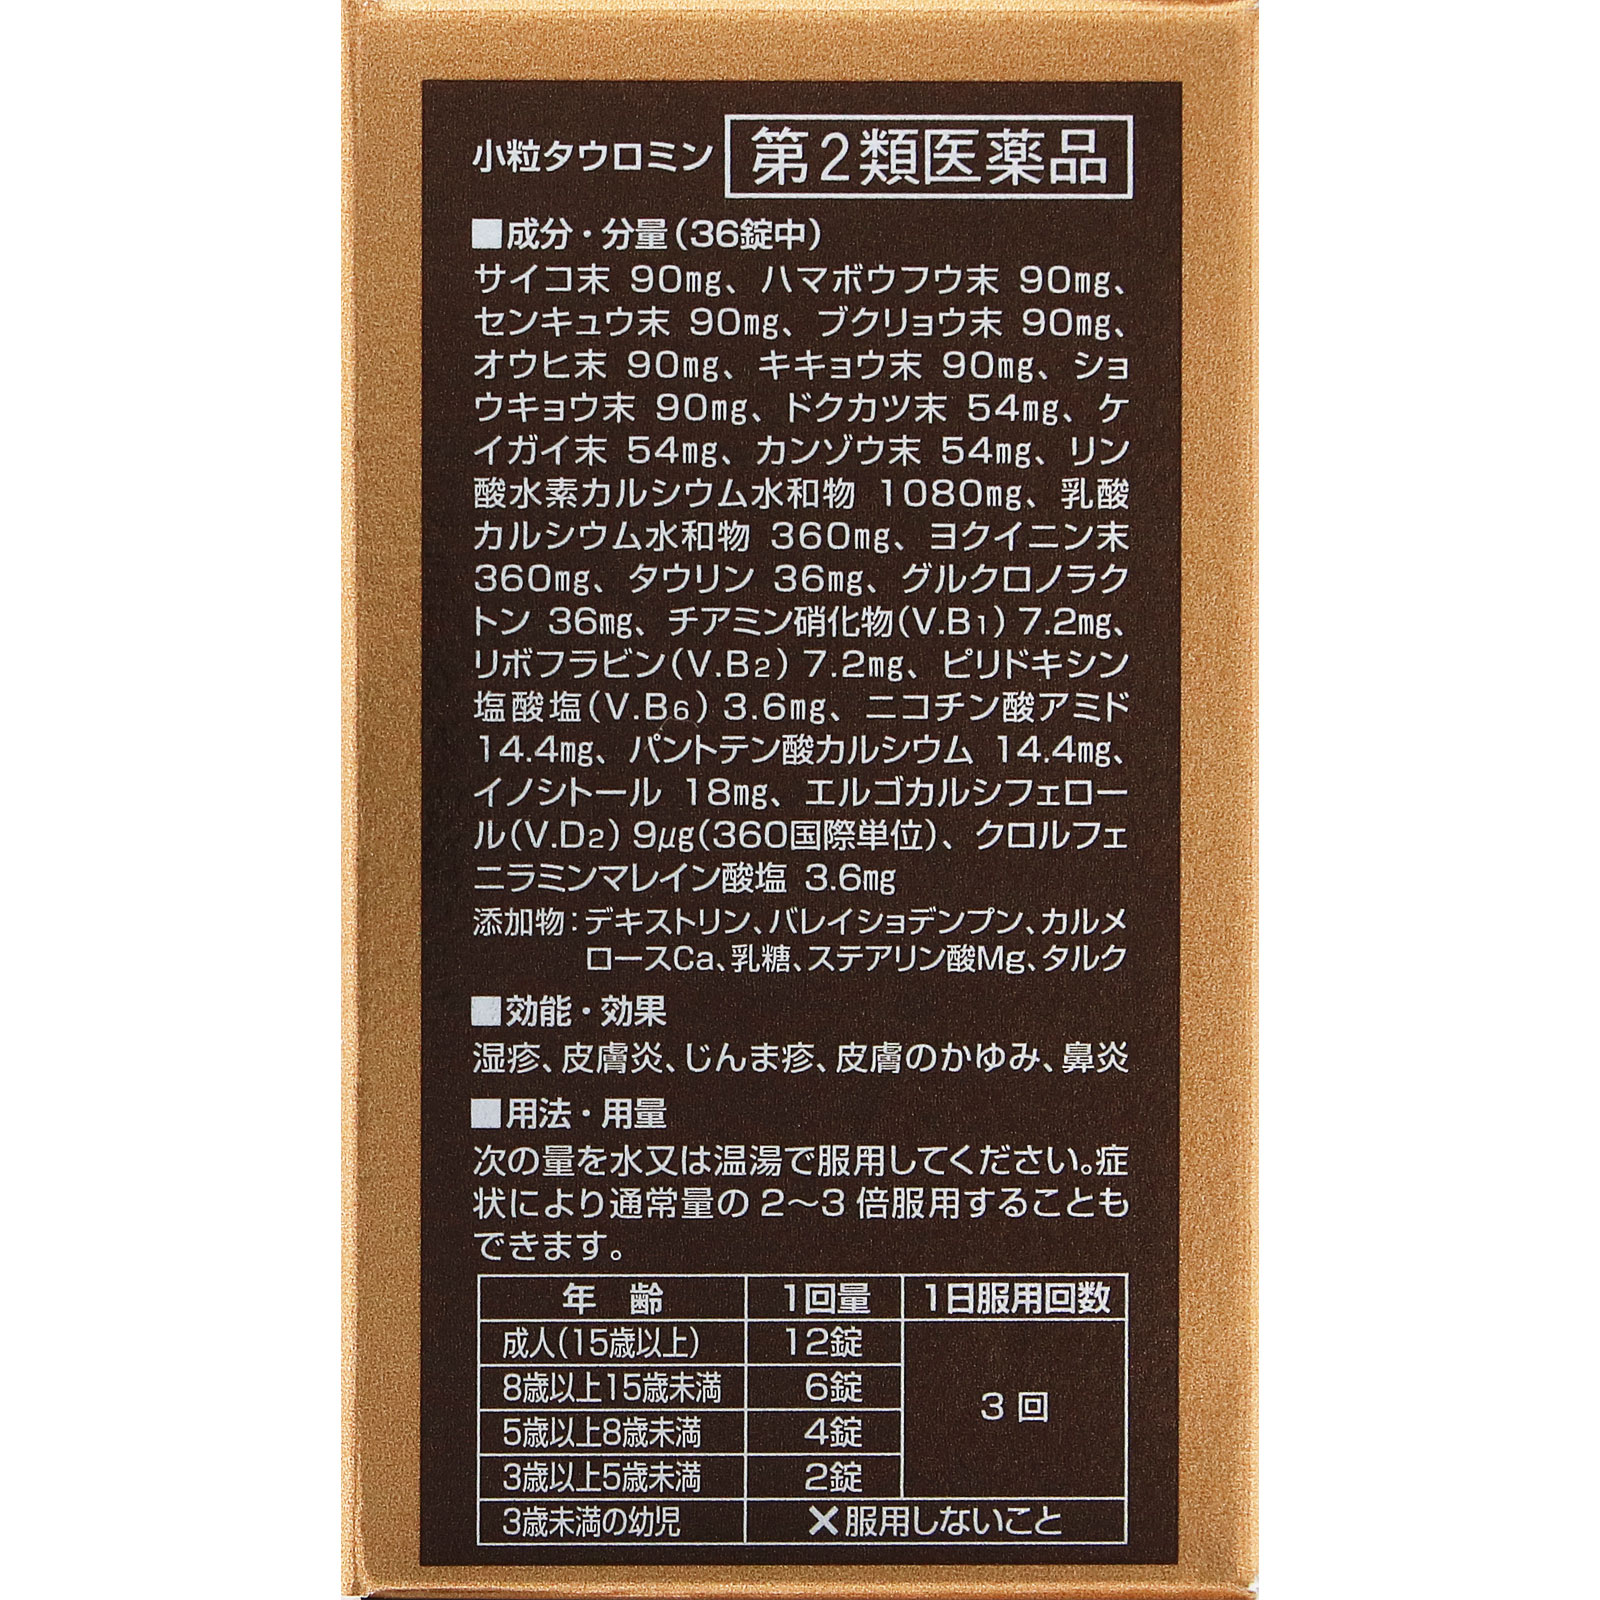 小粒タウロミン 第2類医薬品
■成分・分量(36錠中)
サイコ末 90mg、ハマボウフウ末 90mg、
センキュウ末 90mg、ブクリョウ末 90mg、
オウヒ末 90mg、キキョウ末 90mg、ショ
ウキョウ末 90mg、ドクカツ末 54mg、ケ
イガイ末 54mg、カンゾウ末 54mg、リン
酸水素カルシウム水和物 1080mg、乳酸
カルシウム水和物 360mg、ヨクイニン末
360mg、タウリン 36mg、グルクロノラク
トン 36mg、チアミン硝化物(V.B1) 7.2mg、
リボフラビン(V.B2) 7.2mg、ピリドキシン
塩酸塩(V.B6) 3.6mg、ニコチン酸アミド
14.4mg、パントテン酸カルシウム 14.4mg、
イノシトール 18mg、エルゴカルシフェロー
ル(V.D2) 9μg(360国際単位)、クロルフェ
ニラミンマレイン酸塩 3.6mg
添加物:デキストリン、バレイショデンプン、カルメ
ロースCa、乳糖、ステアリン酸Mg、タルク
■効能・効果
湿疹、皮膚炎、じんま疹、皮膚のかゆみ、鼻炎
■用法・用量
次の量を水又は温湯で服用してください。症
状により通常量の2〜3倍服用することも
できます。
年 齢 1回量 1日服用回数
成人(15歳以上) 12錠
8歳以上15歳未満 6錠
3回
5歳以上8歳未満 4錠
3歳以上5歳未満 2錠
3歳未満の幼児 ×服用しないこと